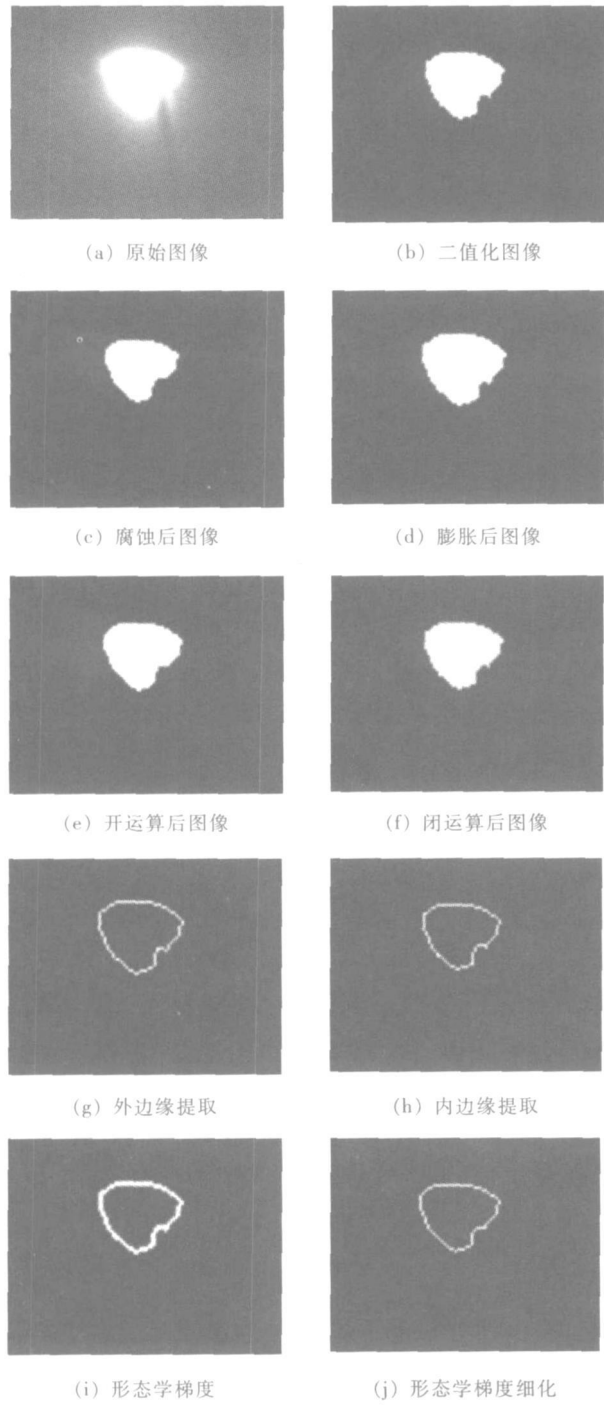 (a) 原始图像
(b) 二值化图像
(c) 腐蚀后图像
(d) 膨胀后图像
(e) 开运算后图像
(f) 闭运算后图像
(g) 外边缘提取
(h) 内边缘提取
(i) 形态学梯度
(j) 形态学梯度细化